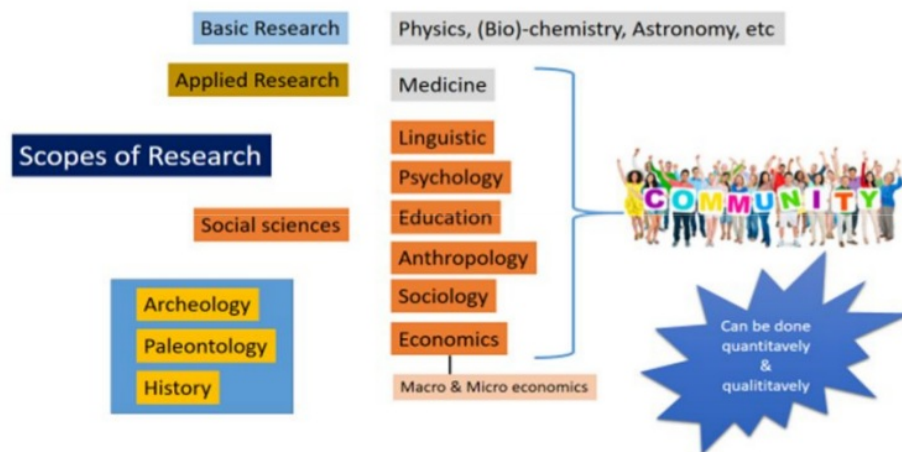 Basic Research
Physics, (Bio)-chemistry, Astronomy, etc
Applied Research
Medicine
Scopes of Research
Linguistic
Psychology
COMMUNITY
Social sciences
Education
Anthropology
Archeology
Sociology
Paleontology
Economics
History
Macro & Micro economics
Can be done
quantitavely
&
qualititavely